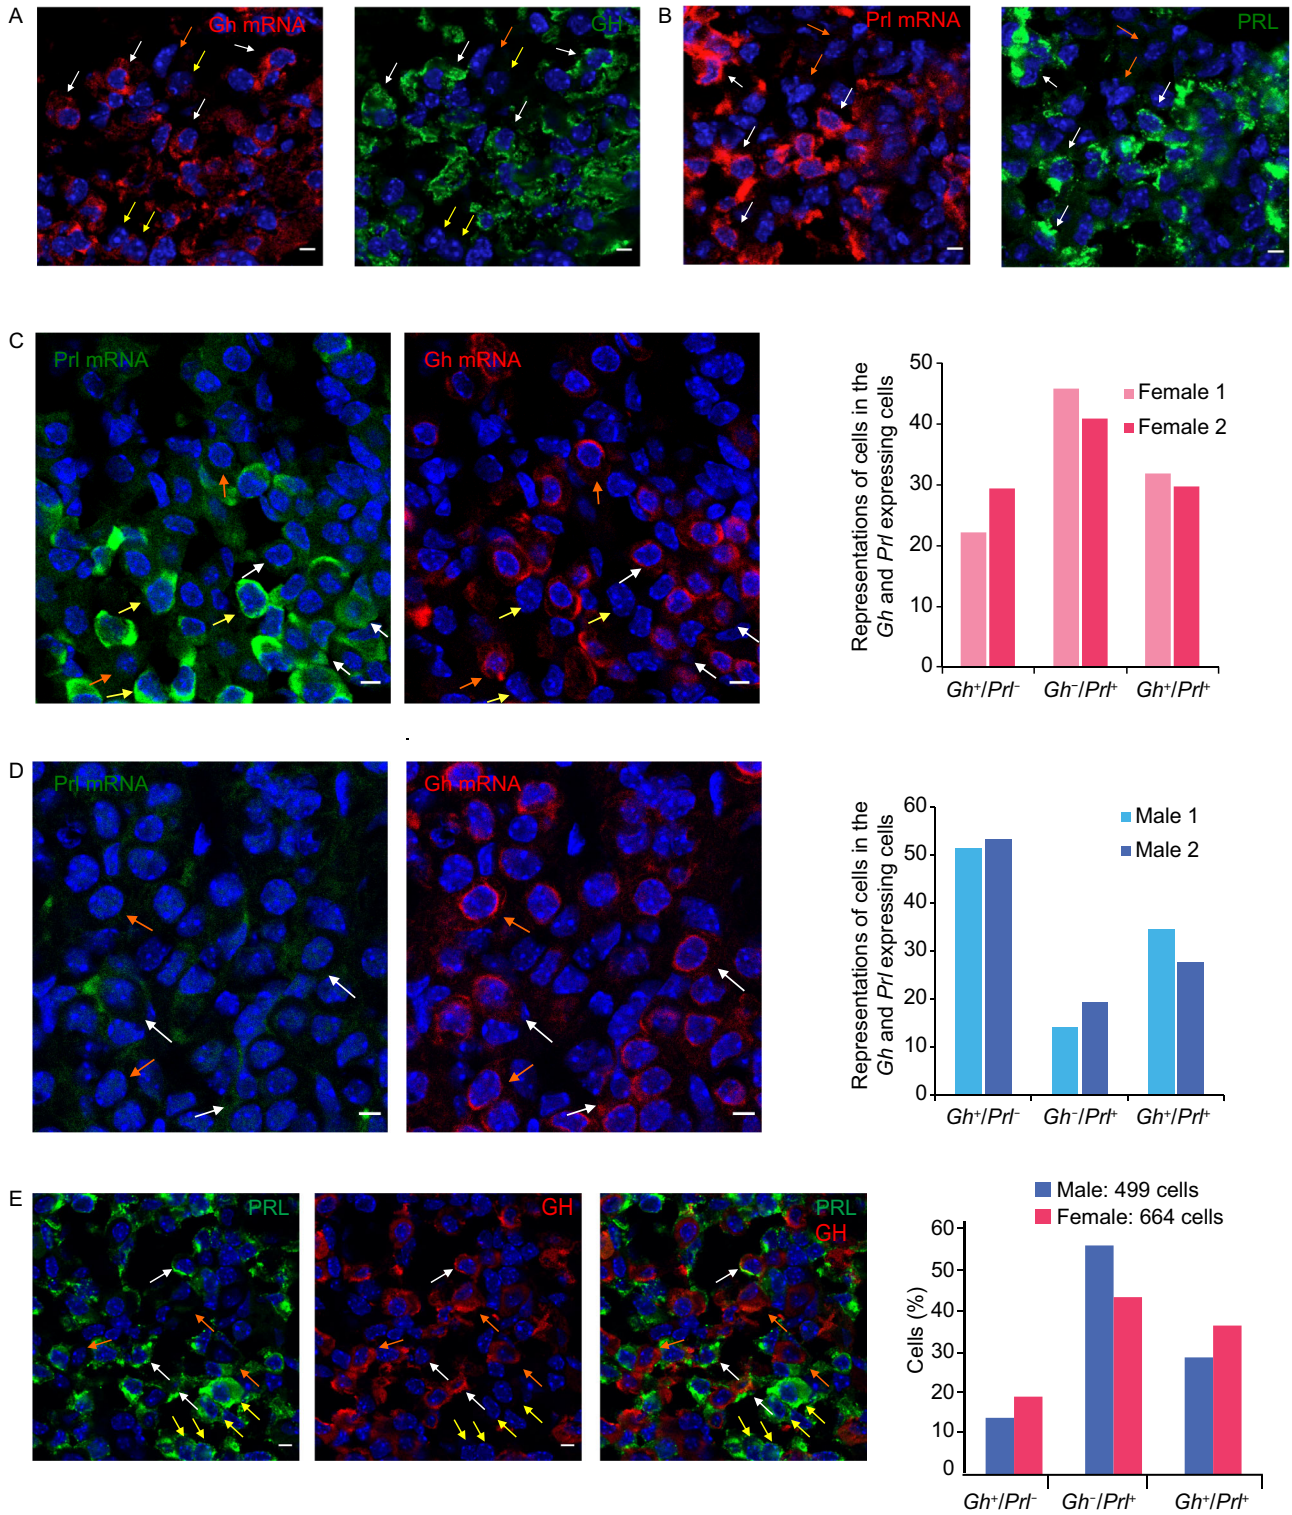 A
Gh mRNA
GH
B
Prl mRNA
PRL
C
Prl mRNA
Gh mRNA
Representations of cells in the
Gh and Prl expressing cells
50
40
30
20
10
0
Female 1
Female 2
Gh⁺/Prl⁻
Gh⁻/Prl⁺
Gh⁺/Prl⁺
D
Prl mRNA
Gh mRNA
Representations of cells in the
Gh and Prl expressing cells
60
50
40
30
20
10
0
Male 1
Male 2
Gh⁺/Prl⁻
Gh⁻/Prl⁺
Gh⁺/Prl⁺
E
PRL
GH
PRL
GH
Male: 499 cells
Female: 664 cells
Cells (%)
60
50
40
30
20
10
0
Gh⁺/Prl⁻
Gh⁻/Prl⁺
Gh⁺/Prl⁺